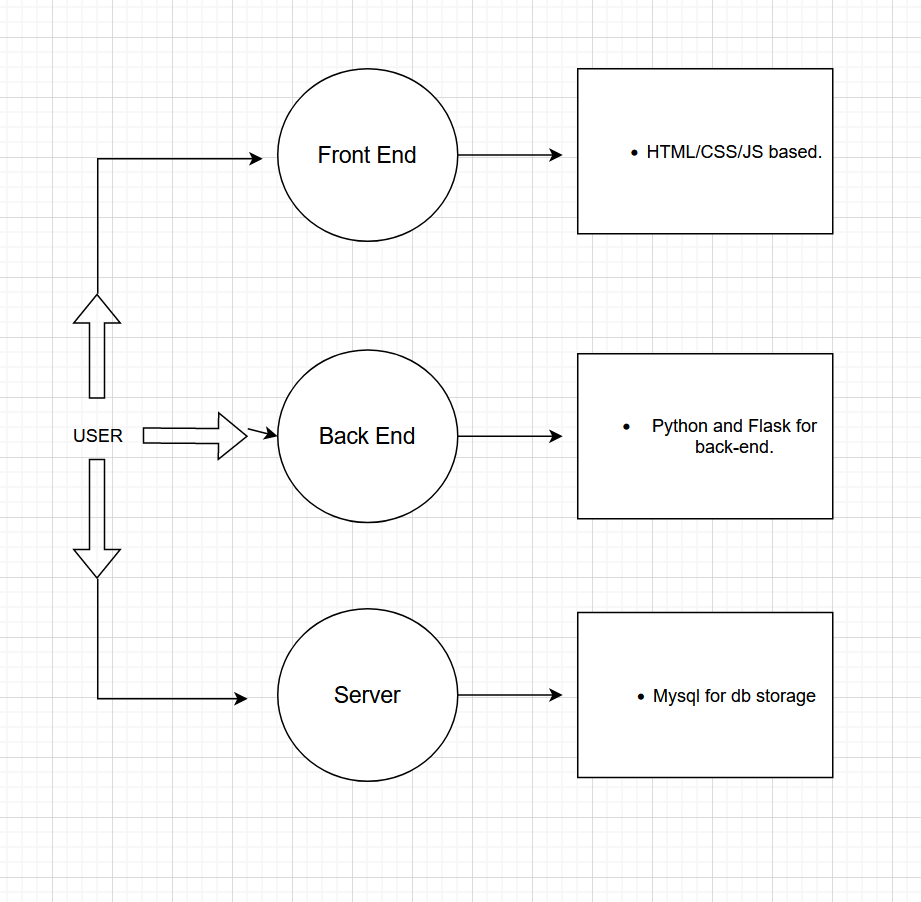 Front End
• HTML/CSS/JS based.
USER
Back End
• Python and Flask for
back-end.
Server
• Mysql for db storage